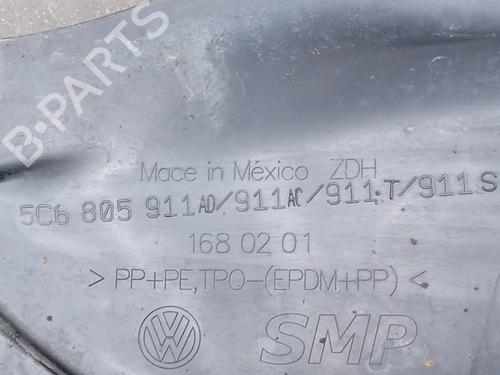 B-PARTS
Mace in México ZDH
5C6 805 911AD/911AC/911:T/911S
168 02 01
> PP+PE,TPO-(EPDM+PP) <
SMP